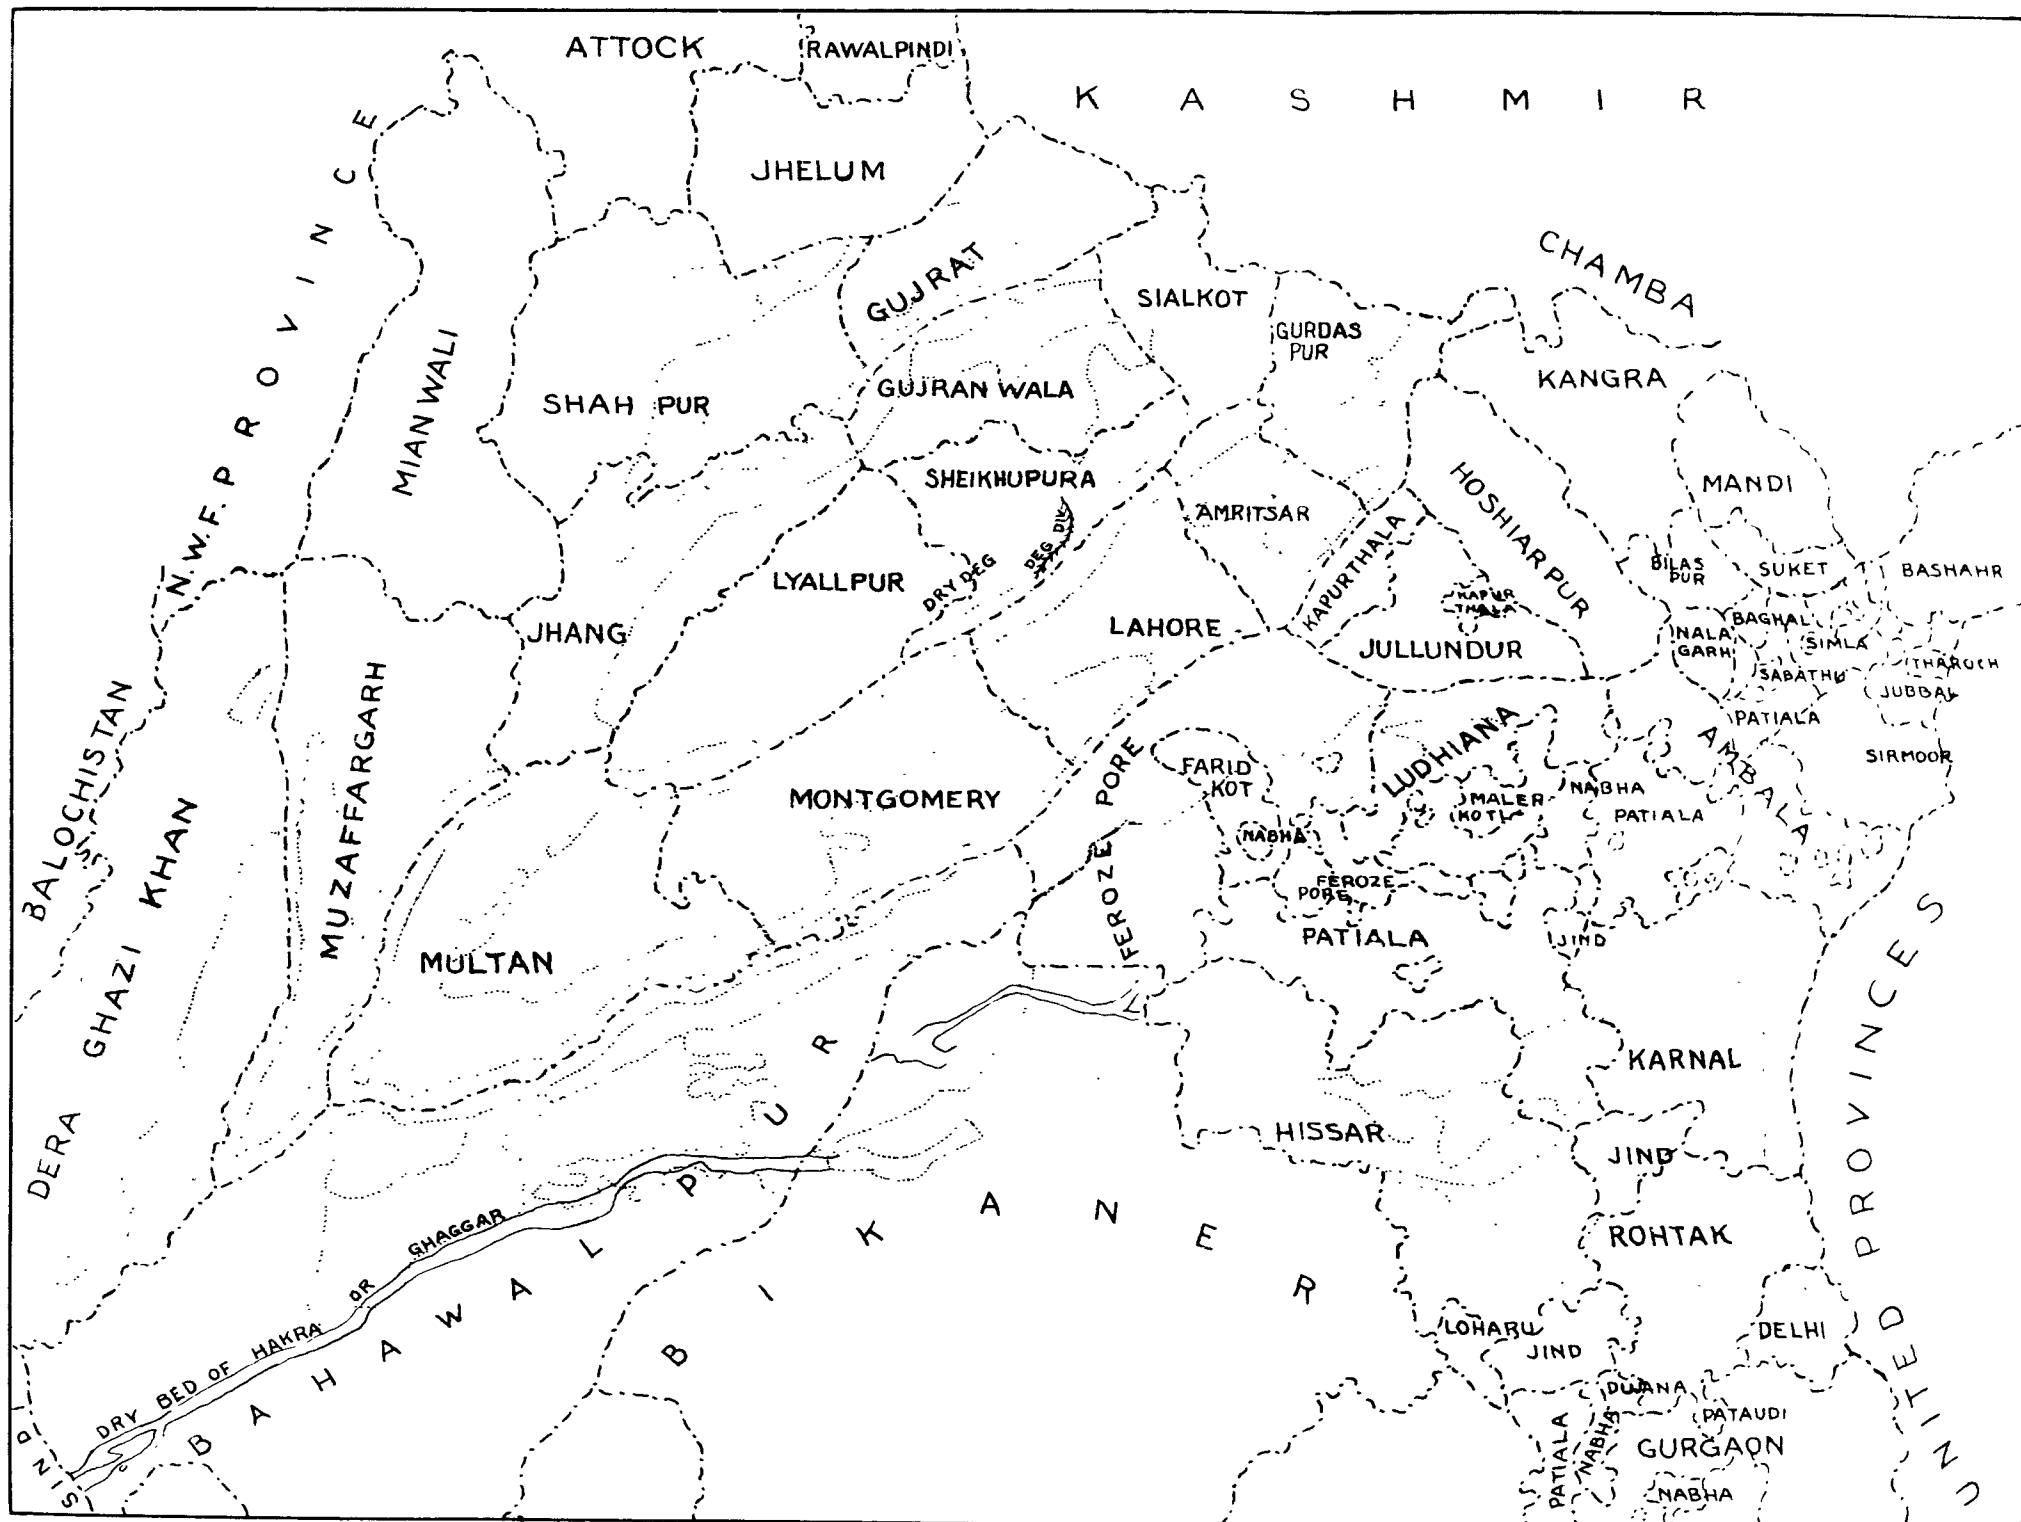 ATTOCK
RAWALPINDI
KASHMIR
N.W.F. PROVINCE
JHELUM
CHAMBA
GUJRAT
SIALKOT
GURDAS
PUR
KANGRA
MIANWALI
SHAH PUR
GUJRAN WALA
SHEIKHUPURA
AMRITSAR
HOSHIARPUR
MANDI
KAPURTHALA
DEG DIV.
DRY DEG
LYALLPUR
BILAS
PUR
SUKET
BASHAHR
KAPUR
THALA
JHANG
LAHORE
JULLUNDUR
NALA
GARH
BAGHAL
SIMLA
SABATHU
THAROCH
JUBBAL
PATIALA
SIRMOOR
BALOCHISTAN
MUZAFFARGARH
AMBALA
LUDHIANA
FARID
KOT
FEROZE PORE
MONTGOMERY
MALER
KOTL
NABHA
PATIALA
NABHA
FEROZE
PORE
DERA GHAZI KHAN
MULTAN
PATIALA
JIND
UNITED PROVINCES
KARNAL
HISSAR
JIND
ROHTAK
BAHAWALPUR
BIKANER
DRY BED OF HAKRA OR GHAGGAR
LOHARU
JIND
DELHI
DUJANA
PATAUDI
PATIALA
NABHA
GURGAON
NABHA
SIND